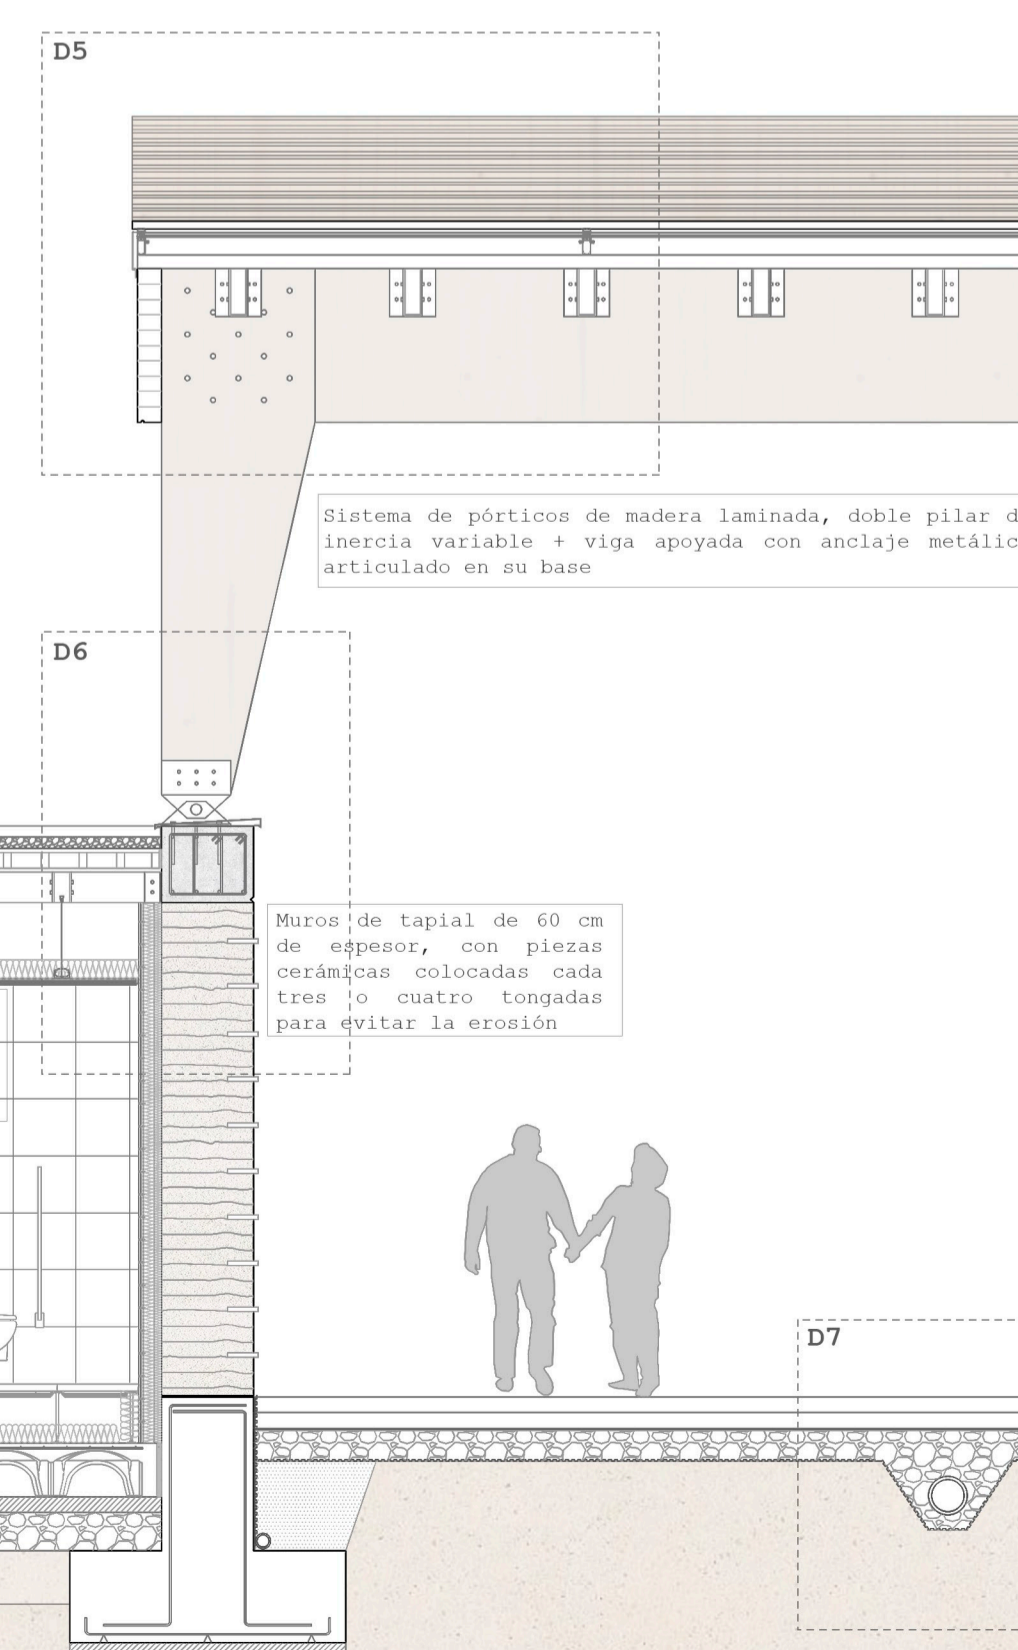 D5
Sistema de pórticos de madera laminada, doble pilar d
inercia variable + viga apoyada con anclaje metálic
articulado en su base
D6
Muros de tapial de 60 cm
de espesor, con piezas
cerámicas colocadas cada
tres o cuatro tongadas
para evitar la erosión
D7